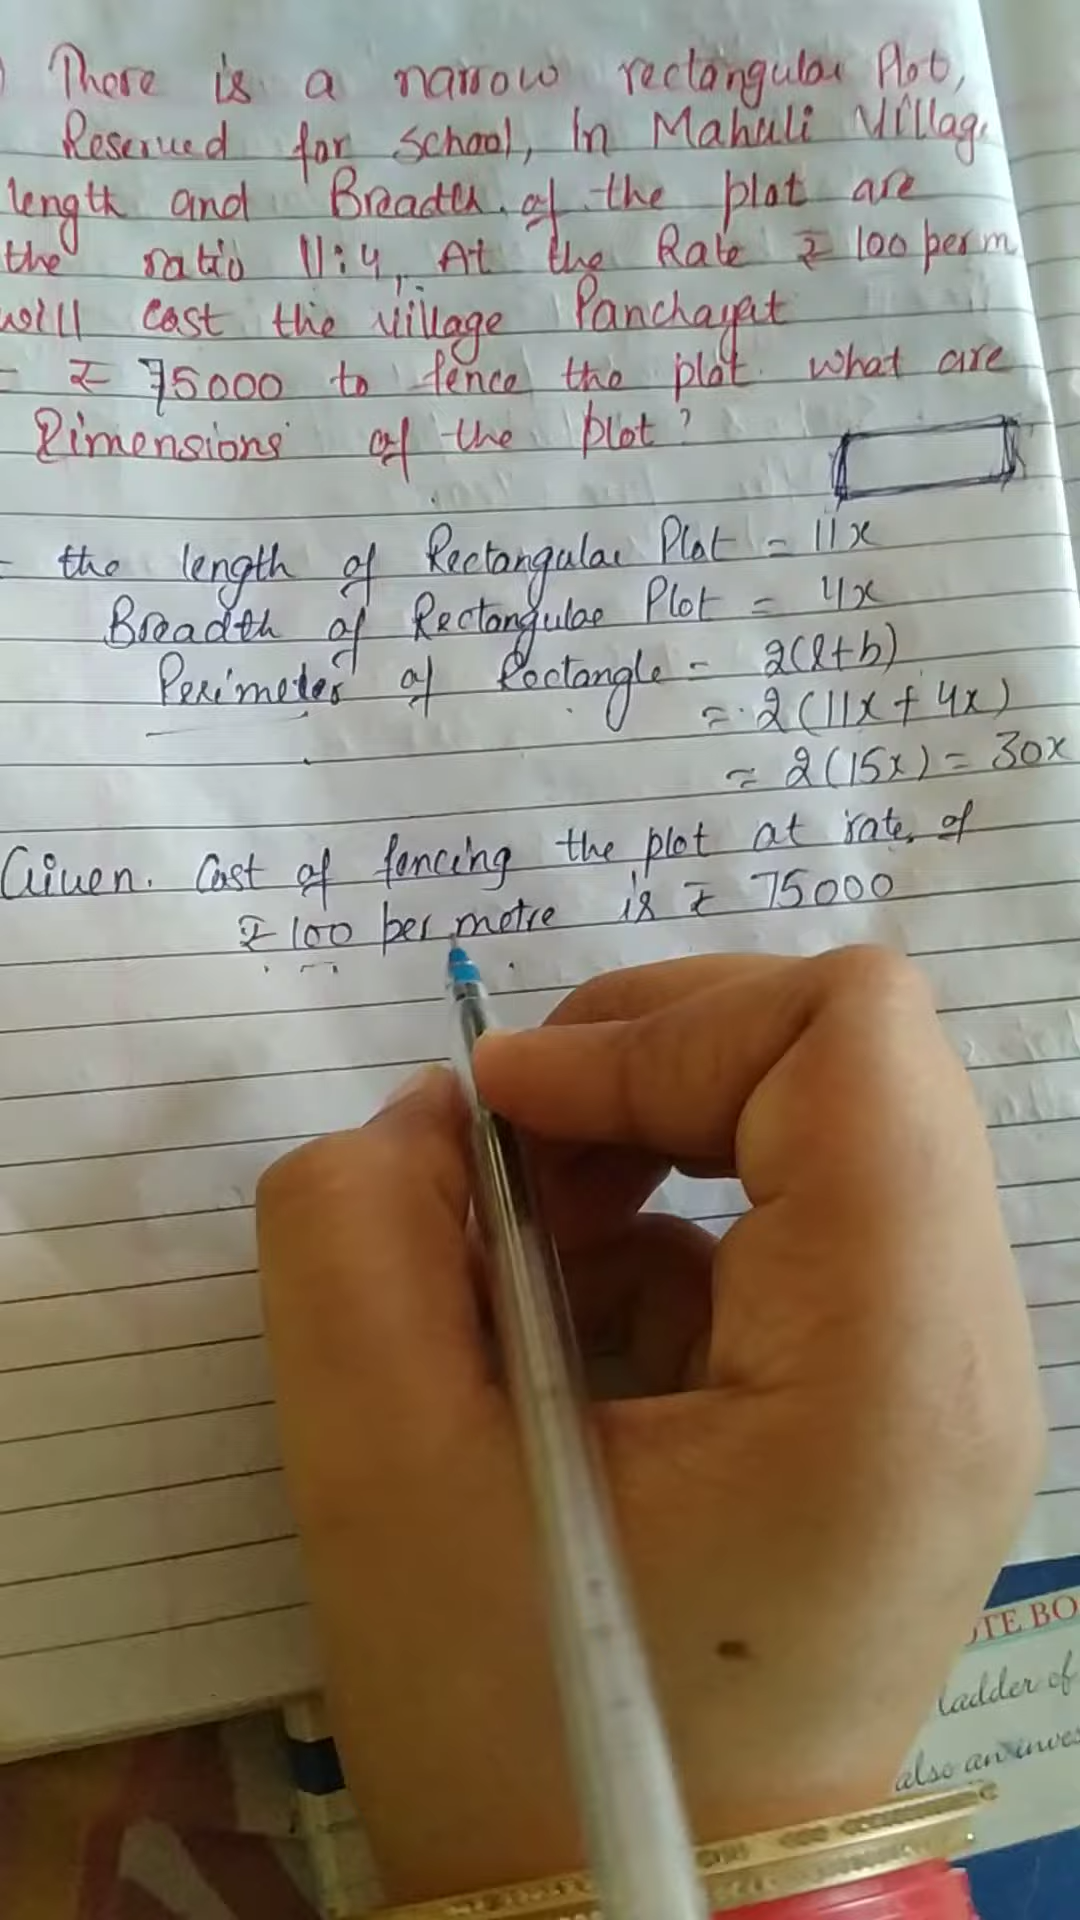 There is a narrow rectangular Plot,
Reserved for School, In Mahuli Villag
length and Breadth of the plot are
the ratio 11:4, At the Rate ₹ 100 per m
will cost the village Panchayat
₹ 75000 to fence the plot. what are
Dimensions of the plot?
the length of Rectangular Plot = 11x
Breadth of Rectangular Plot = 4x
Perimeter of Rectangle = 2(l+b)
= 2(11x + 4x)
= 2(15x) = 30x
Given. Cost of fencing the plot at rate of
₹ 100 per metre is ₹ 75000
OTE BO
ladder of
also an inves